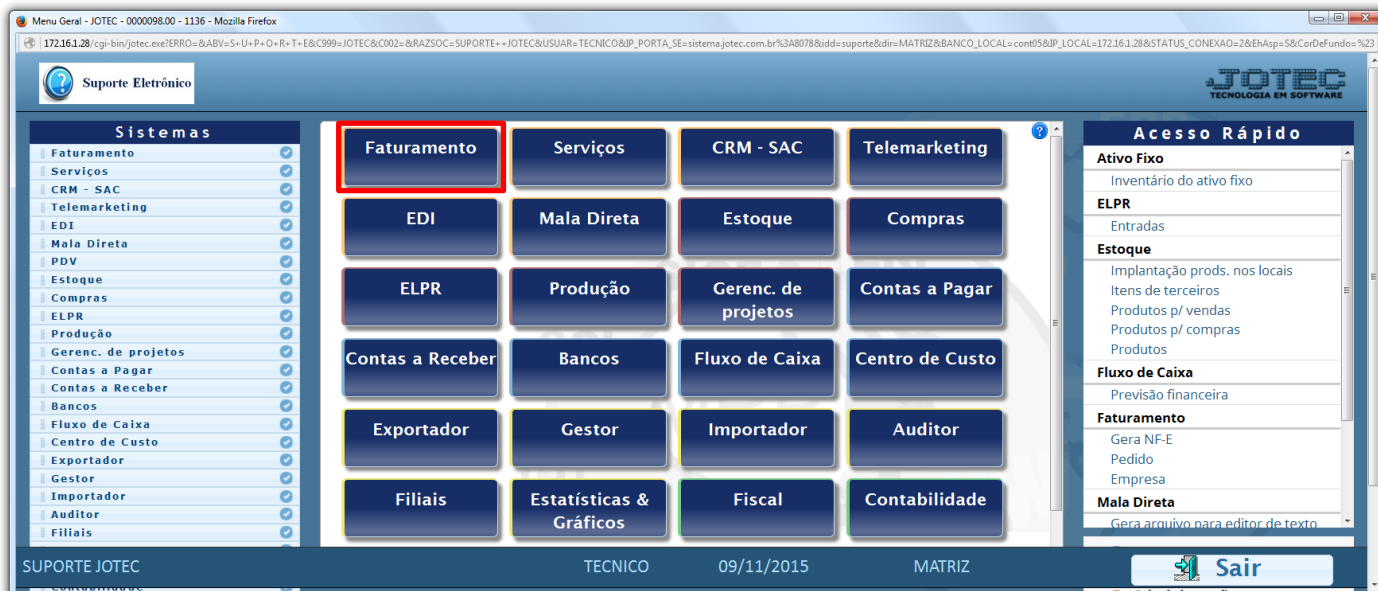 Menu Geral - JOTEC - 0000098.00 - 1136 - Mozilla Firefox
172.16.1.28/cgi-bin/jotec.exe?ERRO=&ABV=S+U+P+O+R+T+E&C999=JOTEC&C002=&RAZSOC=SUPORTE++JOTEC&USUAR=TECNICO&IP_PORTA_SE=sistema.jotec.com.br%3A8078&idd=suporte&dir=MATRIZ&BANCO_LOCAL=cont05&IP_LOCAL=172.16.1.28&STATUS_CONEXAO=2&EhAsp=S&CorDeFundo=%23
Suporte Eletrônico
JOTEC
TECNOLOGIA EM SOFTWARE
Sistemas
Faturamento
Serviços
CRM - SAC
Telemarketing
EDI
Mala Direta
PDV
Estoque
Compras
ELPR
Produção
Gerenc. de projetos
Contas a Pagar
Contas a Receber
Bancos
Fluxo de Caixa
Centro de Custo
Exportador
Gestor
Importador
Auditor
Filiais
Contabilidade
Faturamento
Serviços
CRM - SAC
Telemarketing
EDI
Mala Direta
Estoque
Compras
ELPR
Produção
Gerenc. de
projetos
Contas a Pagar
Contas a Receber
Bancos
Fluxo de Caixa
Centro de Custo
Exportador
Gestor
Importador
Auditor
Filiais
Estatísticas &
Gráficos
Fiscal
Contabilidade
Acesso Rápido
Ativo Fixo
Inventário do ativo fixo
ELPR
Entradas
Estoque
Implantação prods. nos locais
Itens de terceiros
Produtos p/ vendas
Produtos p/ compras
Produtos
Fluxo de Caixa
Previsão financeira
Faturamento
Gera NF-E
Pedido
Empresa
Mala Direta
Gera arquivo para editor de texto
SUPORTE JOTEC
TECNICO
09/11/2015
MATRIZ
Sair